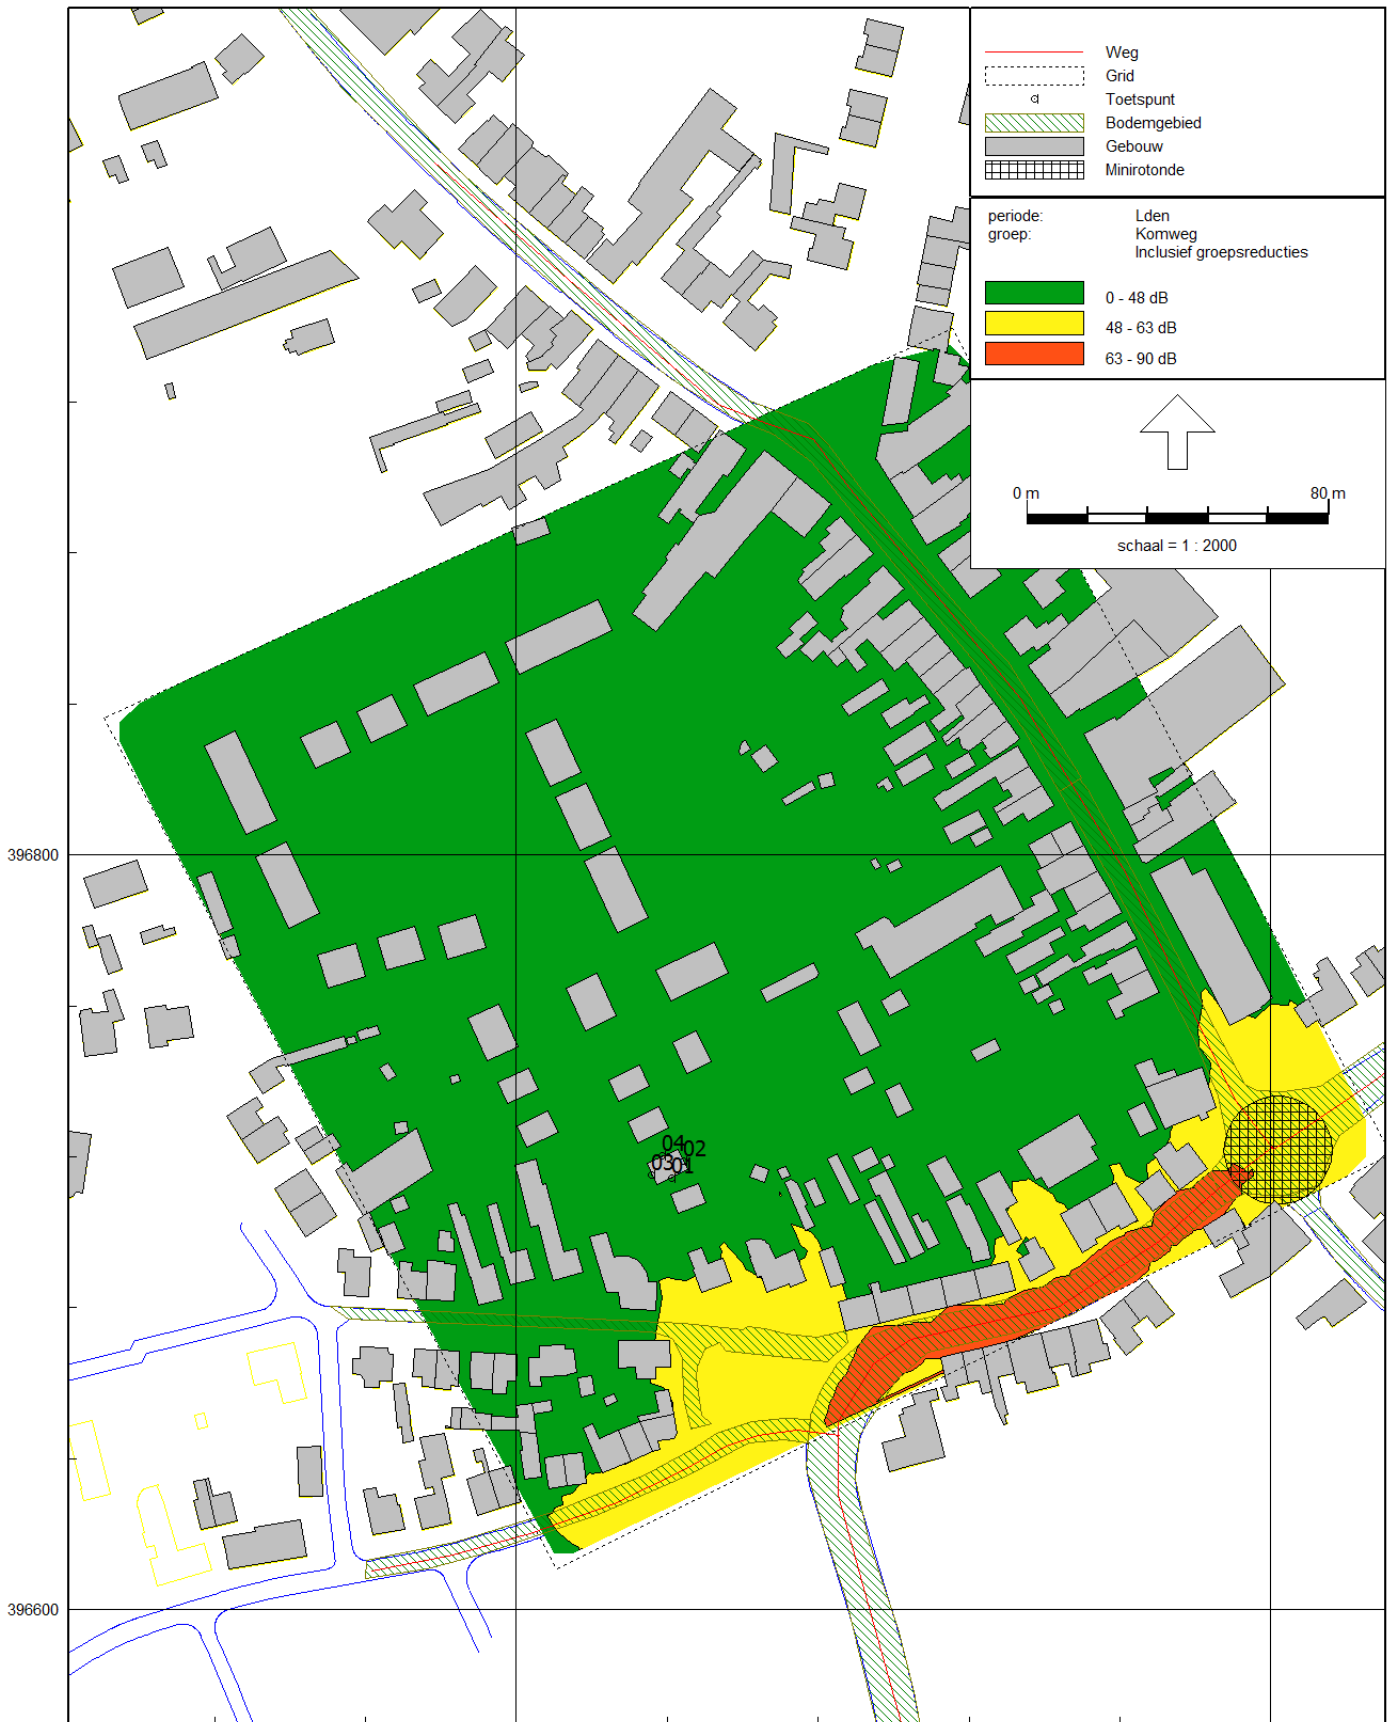 Weg
Grid
Toetspunt
Bodemgebied
Gebouw
Minirotonde
periode: Lden
groep: Komweg
Inclusief groepsreducties
0 - 48 dB
48 - 63 dB
63 - 90 dB
0 m 80 m
schaal = 1 : 2000
396800
04
02
03
01
396600